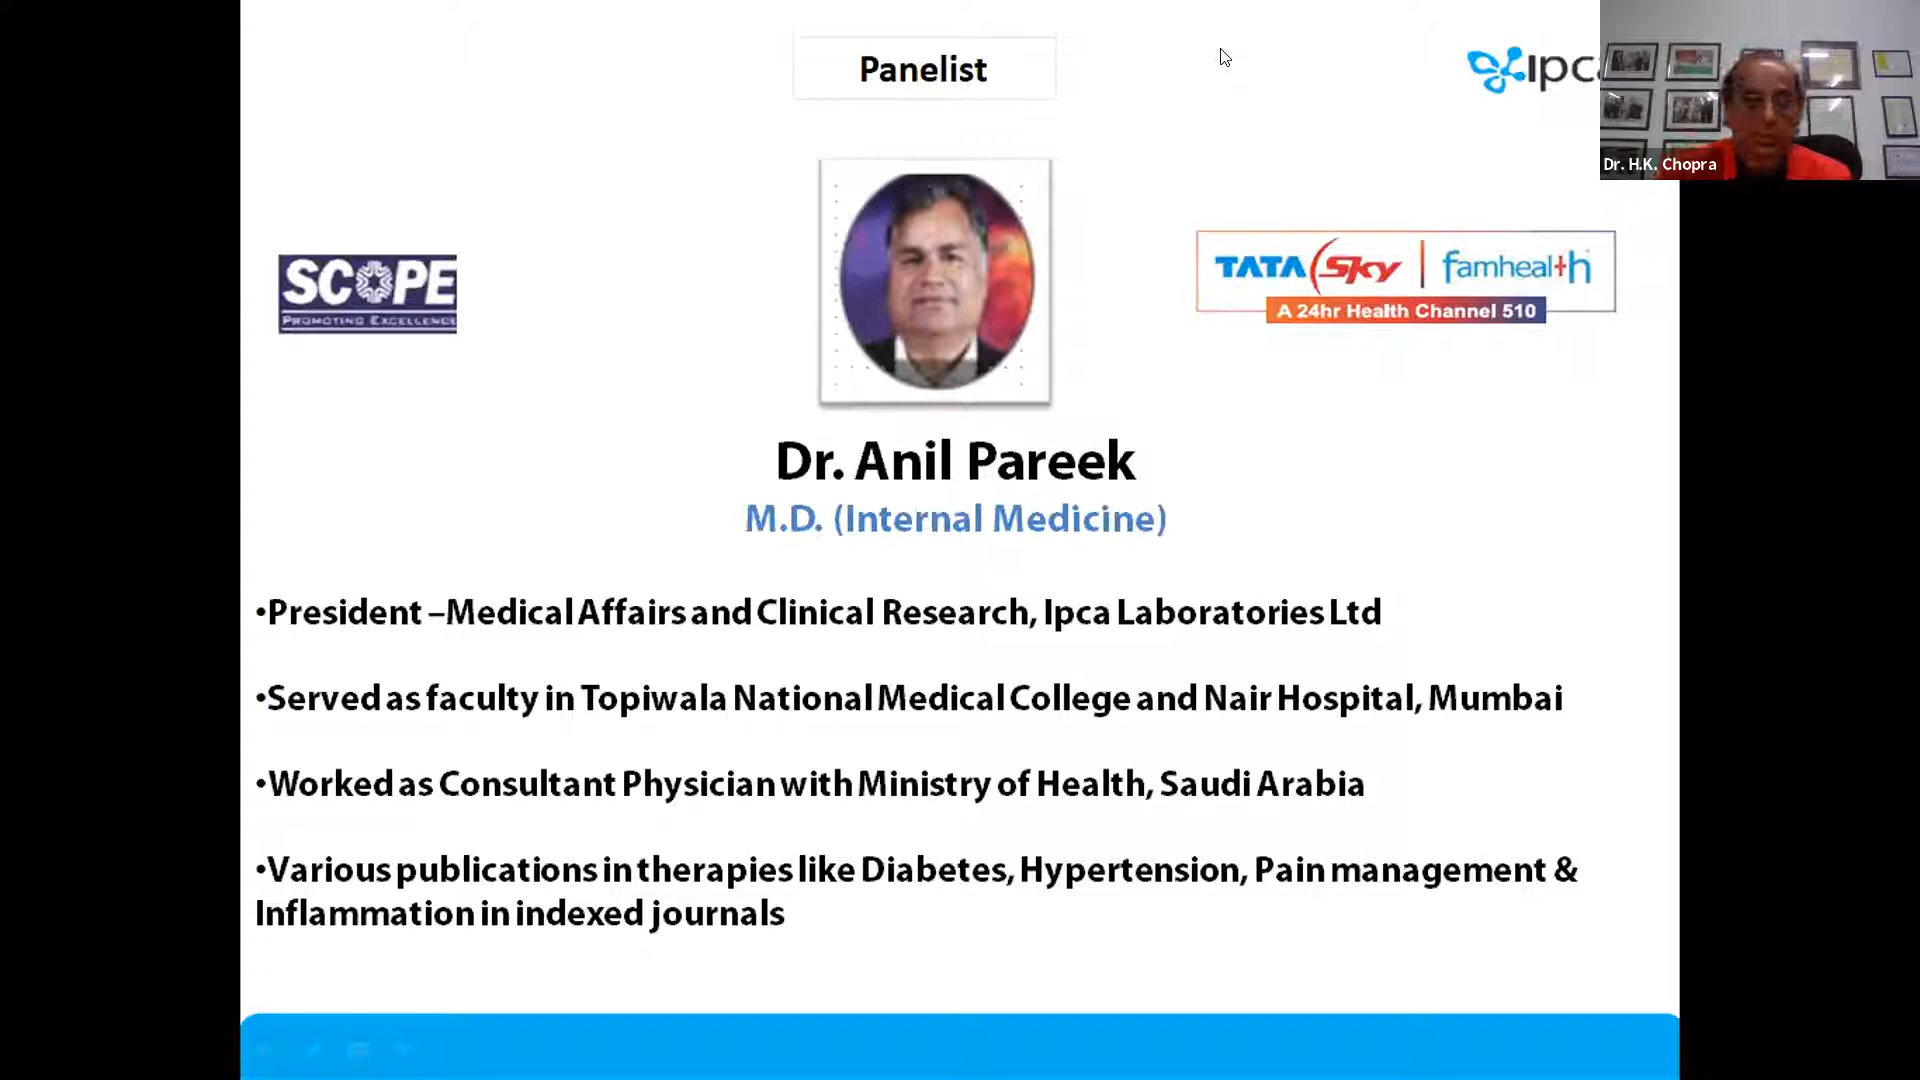 Panelist
Ipca
Dr. H.K. Chopra
SCOPE
PROMOTING EXCELLENCE
TATA Sky famhealth
A 24hr Health Channel 510
Dr. Anil Pareek
M.D. (Internal Medicine)
•President –Medical Affairs and Clinical Research, Ipca Laboratories Ltd
•Served as faculty in Topiwala National Medical College and Nair Hospital, Mumbai
•Worked as Consultant Physician with Ministry of Health, Saudi Arabia
•Various publications in therapies like Diabetes, Hypertension, Pain management &
Inflammation in indexed journals